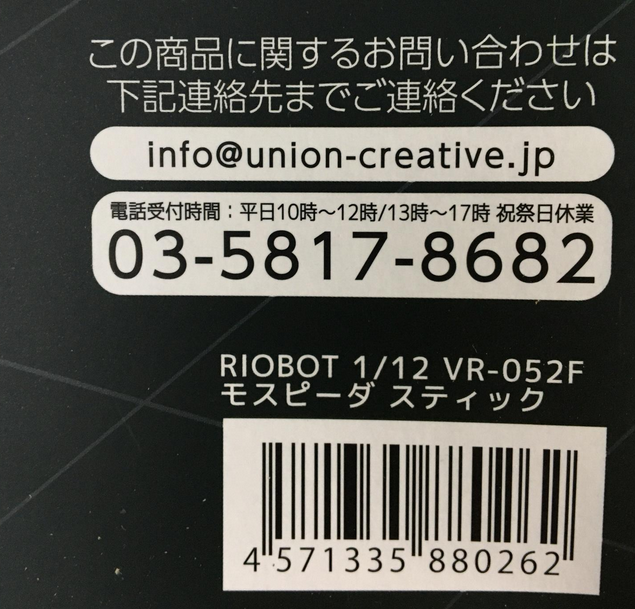 この商品に関するお問い合わせは
下記連絡先までご連絡ください
info@union-creative.jp
電話受付時間：平日10時〜12時/13時〜17時 祝祭日休業
03-5817-8682
RIOBOT 1/12 VR-052F
モスピーダ スティック
4 571335 880262